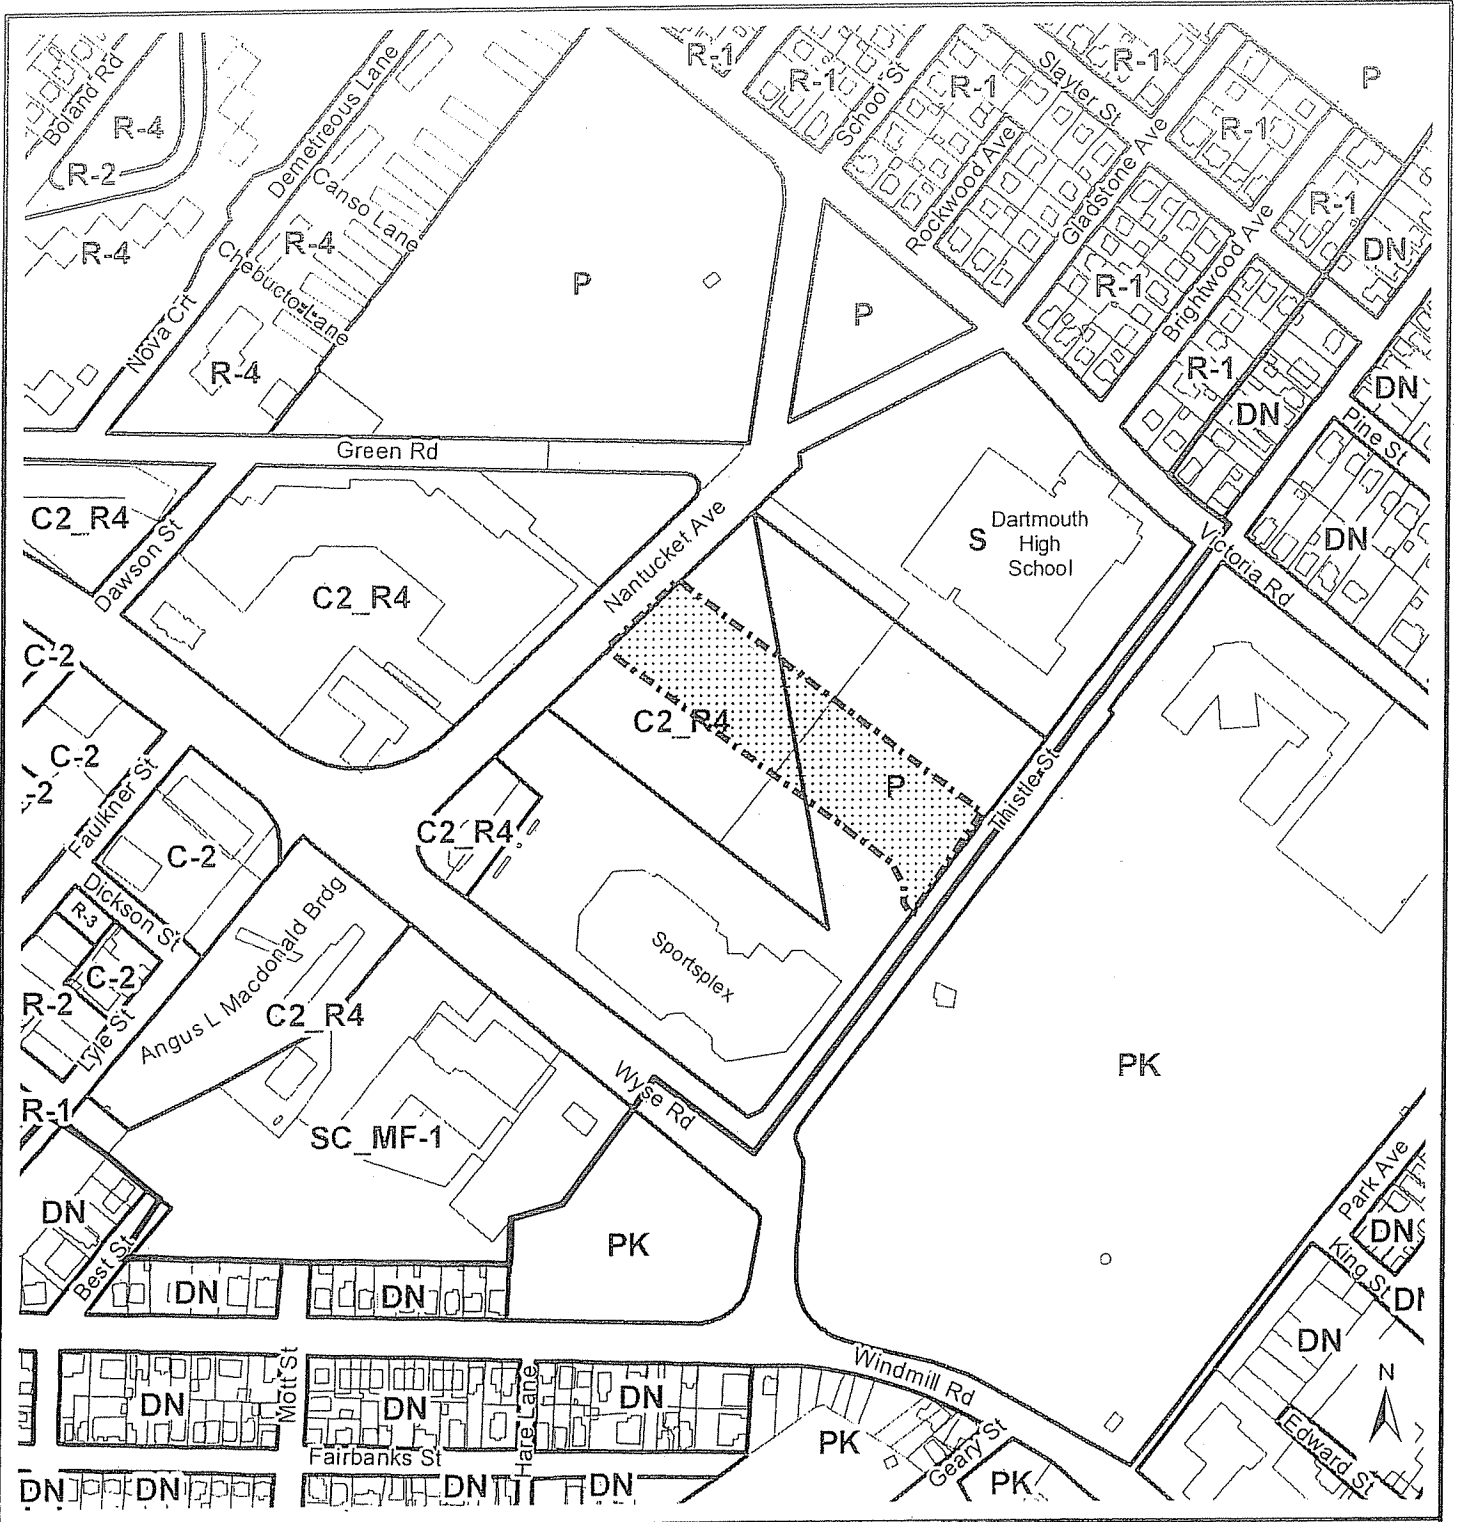 R-1
R-1
R-1
R-1
P
Boland Rd
R-4
R-2
Demetreous Lane
School St
Slayter St
R-1
Rockwood Ave
Gladstone Ave
Canso Lane
R-1
R-4
R-4
Chebucto Lane
P
DN
Nova Crt
R-4
P
R-1
Brightwood Ave
R-1
DN
DN
Green Rd
Pine St
C2_R4
Dawson St
Nantucket Ave
S
Dartmouth
High
School
Victoria Rd
DN
C2_R4
C-2
C2_R4
C-2
-2
Faulkner St
P
Thistle St
C-2
C2_R4
Dickson St
R-3
C-2
Angus L Macdonald Brdg
Sportsplex
R-2
C2_R4
Lyle St
PK
Wyse Rd
R-1
SC_MF-1
Park Ave
DN
PK
DN
King St
Best St
DN
DN
DN
DN
N
Mott St
Windmill Rd
DN
DN
Hare Lane
DN
PK
Geary St
Edward St
Fairbanks St
DN
DN
DN
DN
PK